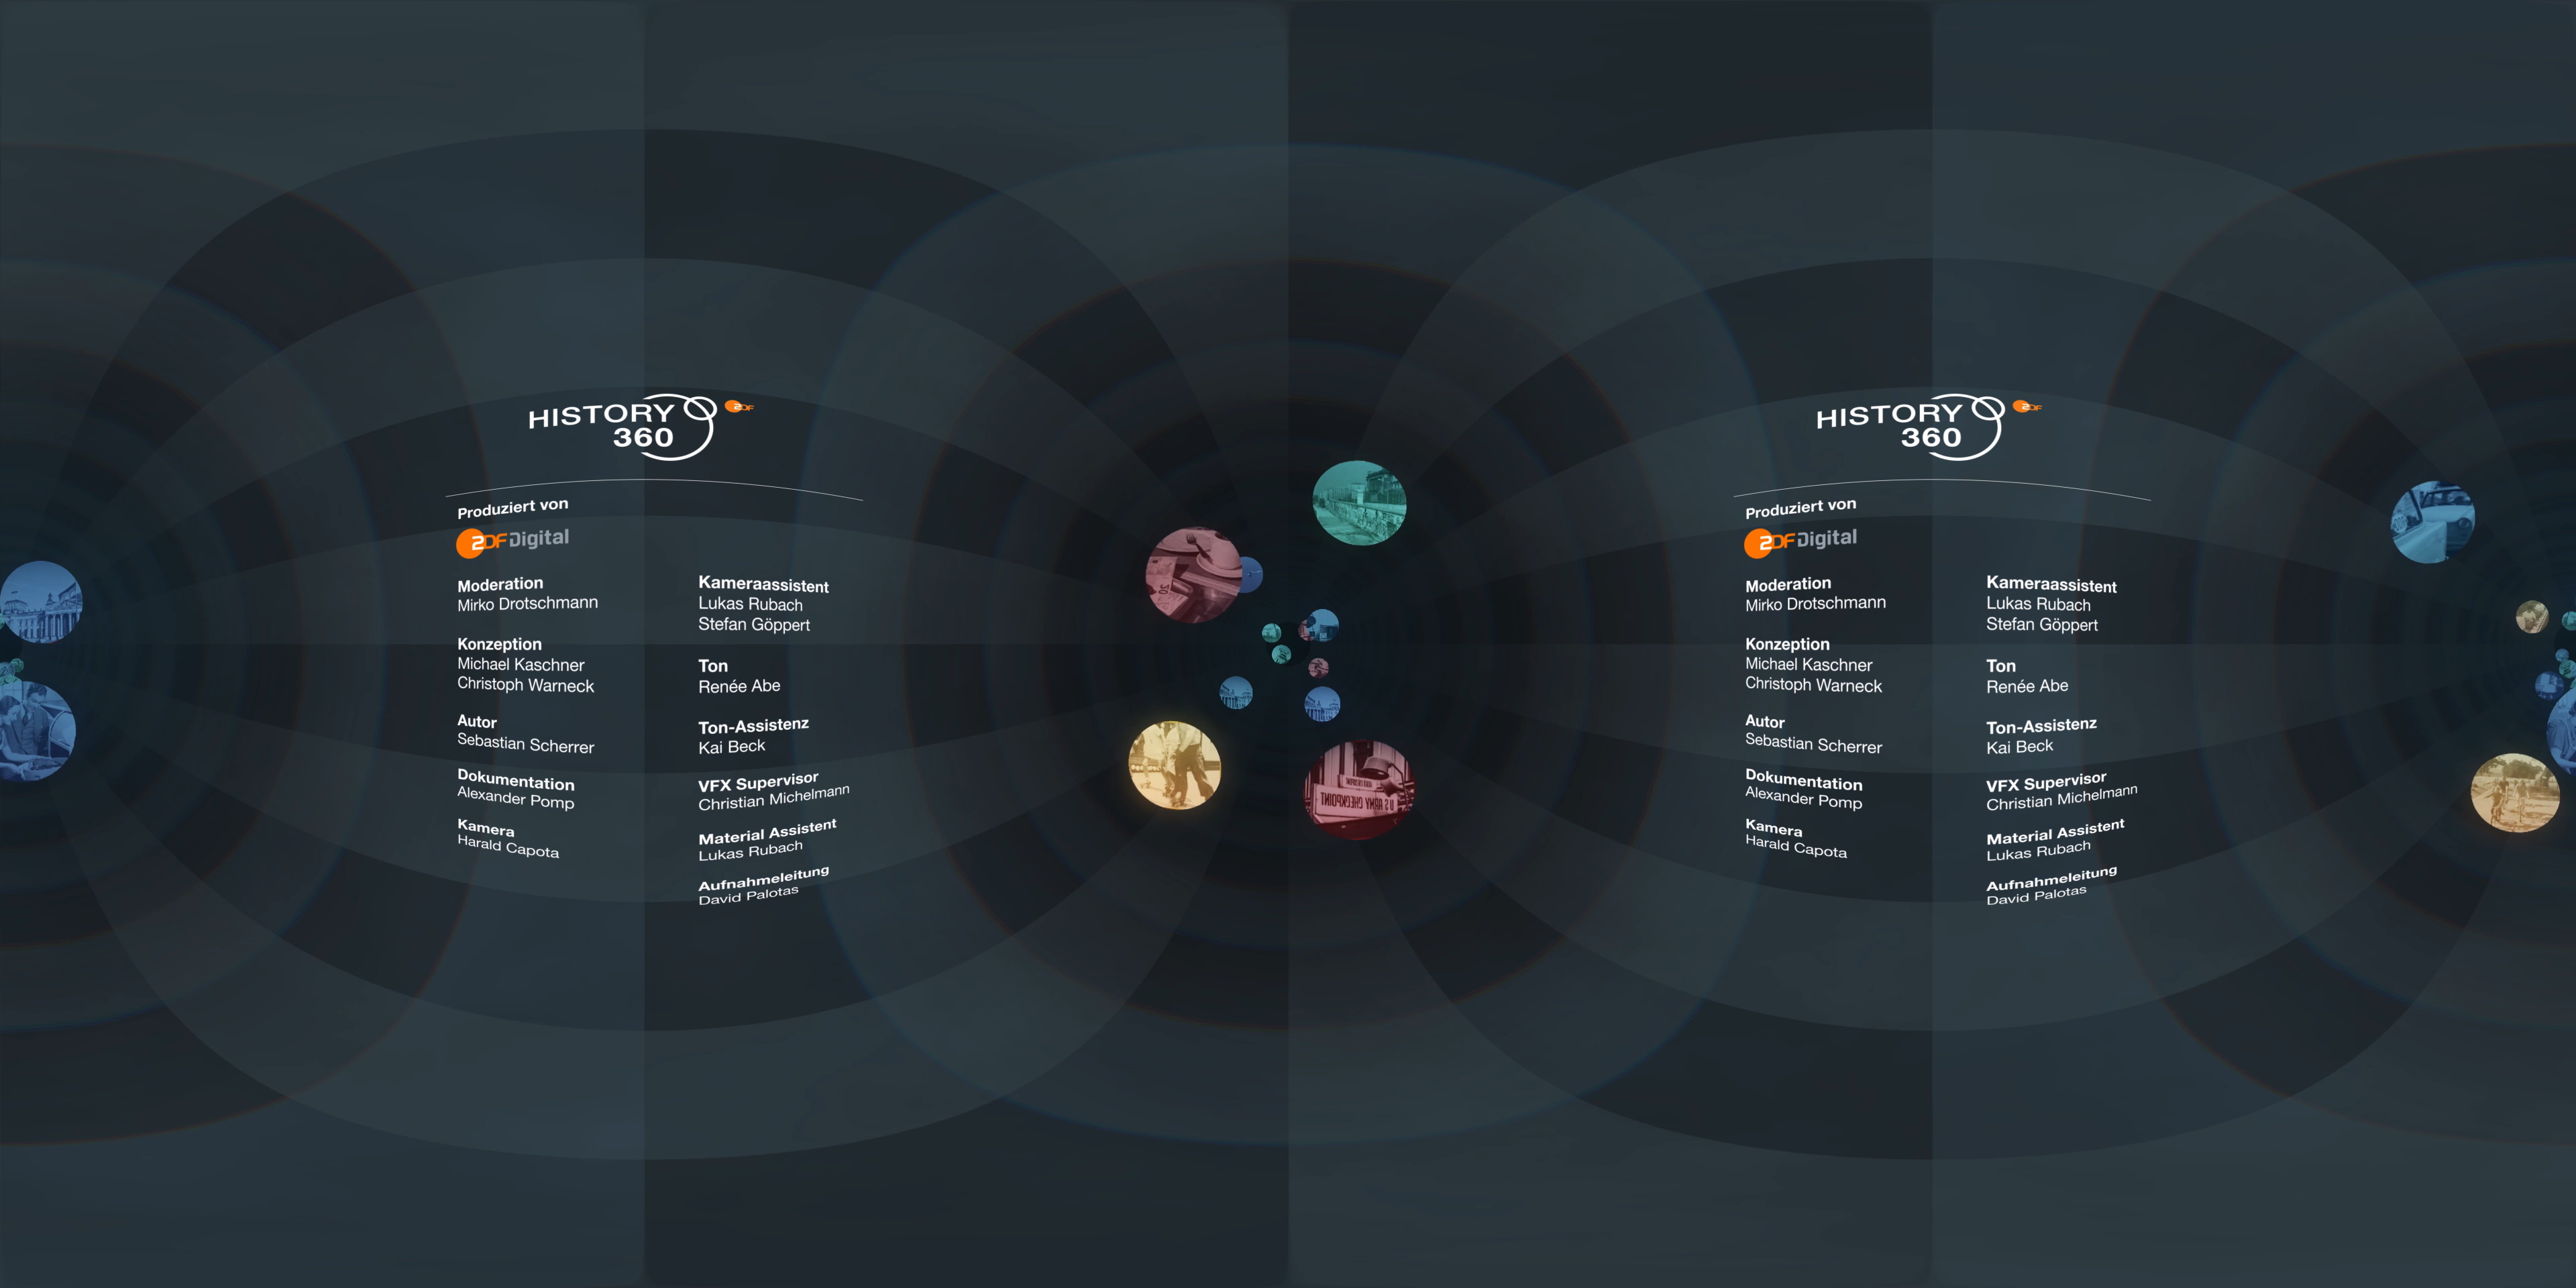 HISTORY
360
ZDF
Produziert von
ZDF Digital
Moderation
Mirko Drotschmann
Konzeption
Michael Kaschner
Christoph Warneck
Autor
Sebastian Scherrer
Dokumentation
Alexander Pomp
Kamera
Harald Capota
Kameraassistent
Lukas Rubach
Stefan Göppert
Ton
Renée Abe
Ton-Assistenz
Kai Beck
VFX Supervisor
Christian Michelmann
Material Assistent
Lukas Rubach
Aufnahmeleitung
David Palotas
U S ARMY CHECKPOINT
HISTORY
360
ZDF
Produziert von
ZDF Digital
Moderation
Mirko Drotschmann
Konzeption
Michael Kaschner
Christoph Warneck
Autor
Sebastian Scherrer
Dokumentation
Alexander Pomp
Kamera
Harald Capota
Kameraassistent
Lukas Rubach
Stefan Göppert
Ton
Renée Abe
Ton-Assistenz
Kai Beck
VFX Supervisor
Christian Michelmann
Material Assistent
Lukas Rubach
Aufnahmeleitung
David Palotas